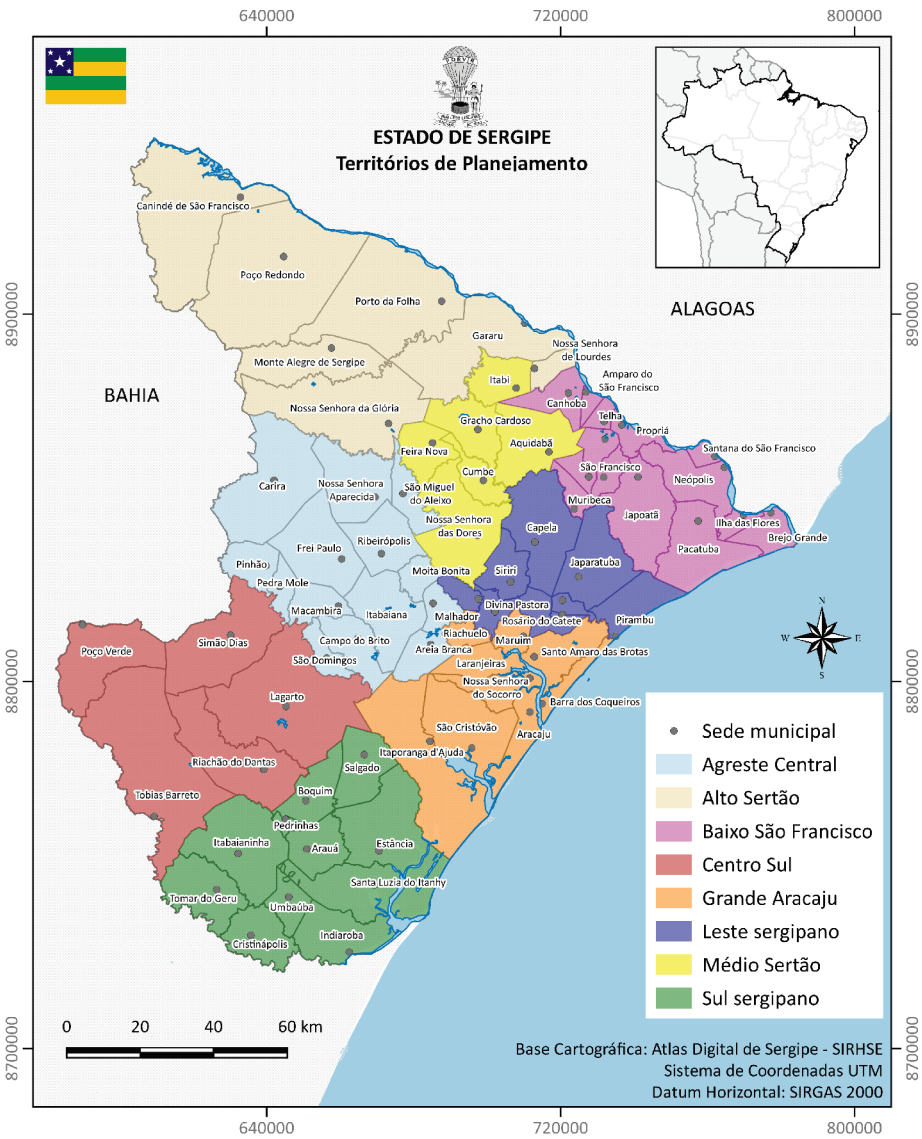 640000
720000
800000
ESTADO DE SERGIPE
Territórios de Planejamento
Canindé de São Francisco
Poço Redondo
Porto da Folha
ALAGOAS
8900000
8900000
Gararu
Nossa Senhora
de Lourdes
Monte Alegre de Sergipe
Amparo do
São Francisco
Itabi
BAHIA
Canhoba
Nossa Senhora da Glória
Telha
Gracho Cardoso
Propriá
Aquidabã
Feira Nova
Santana do São Francisco
Cumbe
São Francisco
Neópolis
Carira
Nossa Senhora
Aparecida
São Miguel
do Aleixo
Muribeca
Japoatã
Ilha das Flores
Nossa Senhora
das Dores
Capela
Brejo Grande
Ribeirópolis
Frei Paulo
Pacatuba
Pinhão
Japaratuba
Moita Bonita
Siriri
Pedra Mole
Macambira
Divina Pastora
Itabaiana
Malhador
Rosário do Catete
Pirambu
Riachuelo
Maruim
Campo do Brito
Simão Dias
Areia Branca
Santo Amaro das Brotas
Poço Verde
São Domingos
Laranjeiras
Nossa Senhora
do Socorro
8800000
8800000
Lagarto
Barra dos Coqueiros
São Cristóvão
Aracaju
Itaporanga d'Ajuda
Riachão do Dantas
Salgado
Boquim
Tobias Barreto
Pedrinhas
Itabaianinha
Arauá
Estância
Santa Luzia do Itanhy
Tomar do Geru
Umbaúba
Cristinápolis
Indiaroba
N
W
E
S
Sede municipal
Agreste Central
Alto Sertão
Baixo São Francisco
Centro Sul
Grande Aracaju
Leste sergipano
Médio Sertão
Sul sergipano
0 20 40 60 km
8700000
8700000
Base Cartográfica: Atlas Digital de Sergipe - SIRHSE
Sistema de Coordenadas UTM
Datum Horizontal: SIRGAS 2000
640000
720000
800000